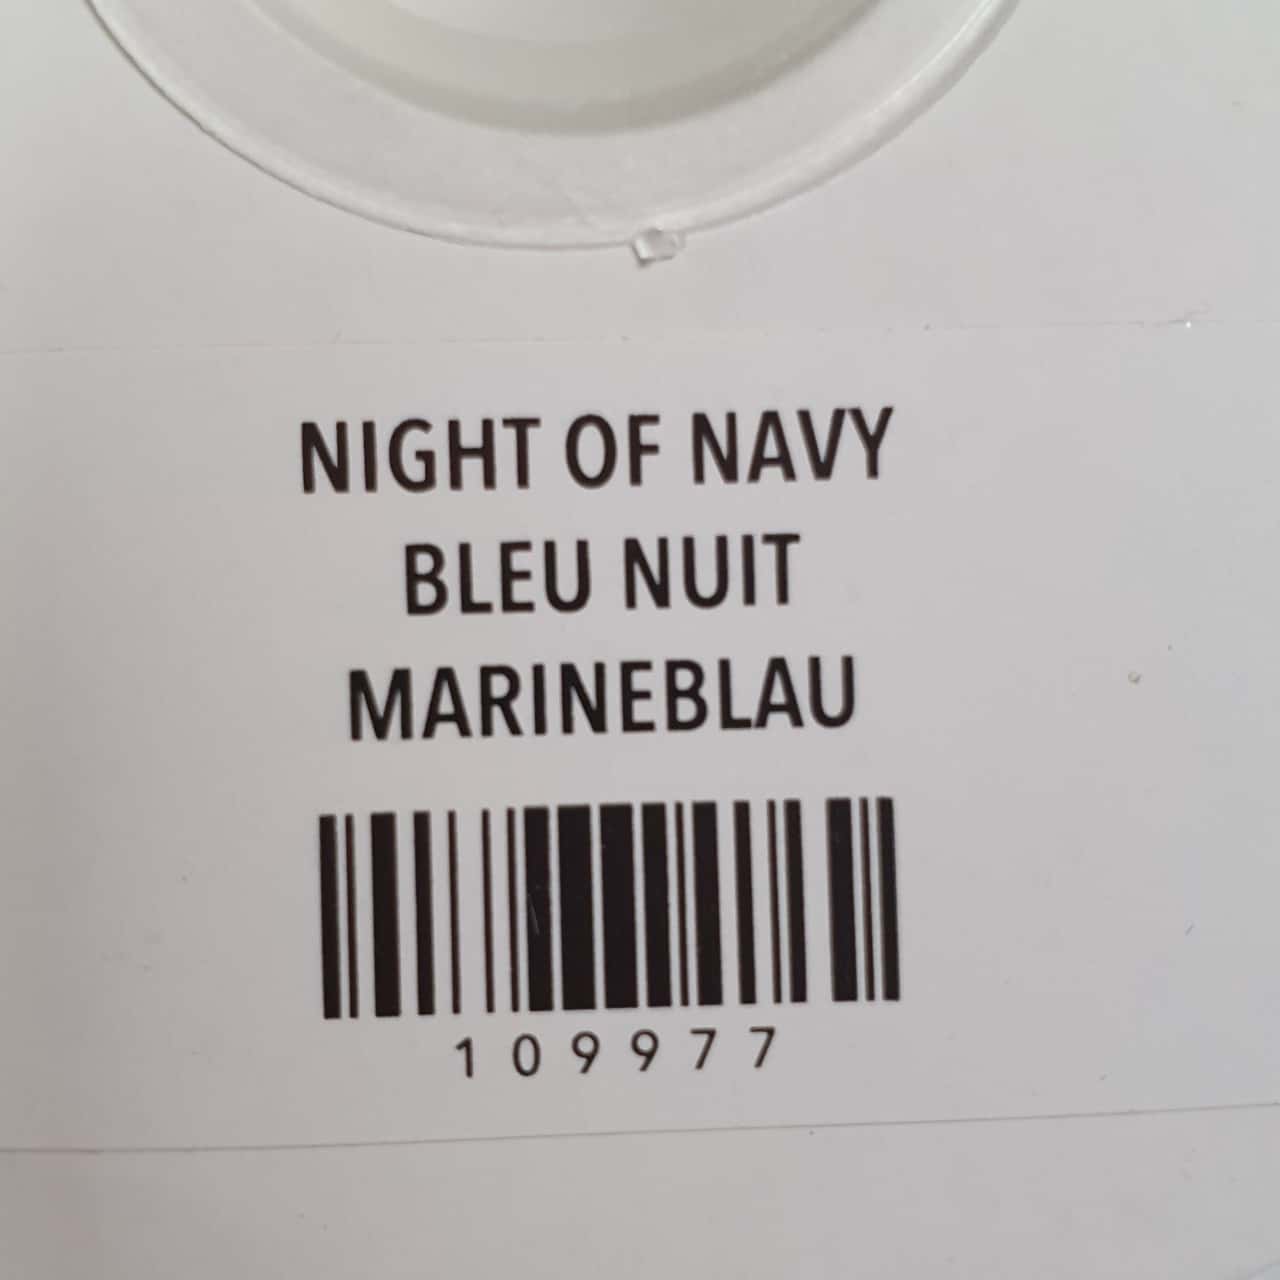 NIGHT OF NAVY
BLEU NUIT
MARINEBLAU
109977